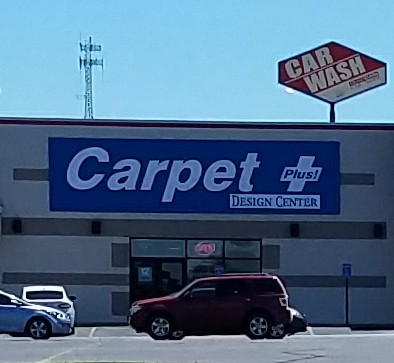 CAR
WASH
Carpet
Plus!
DESIGN CENTER